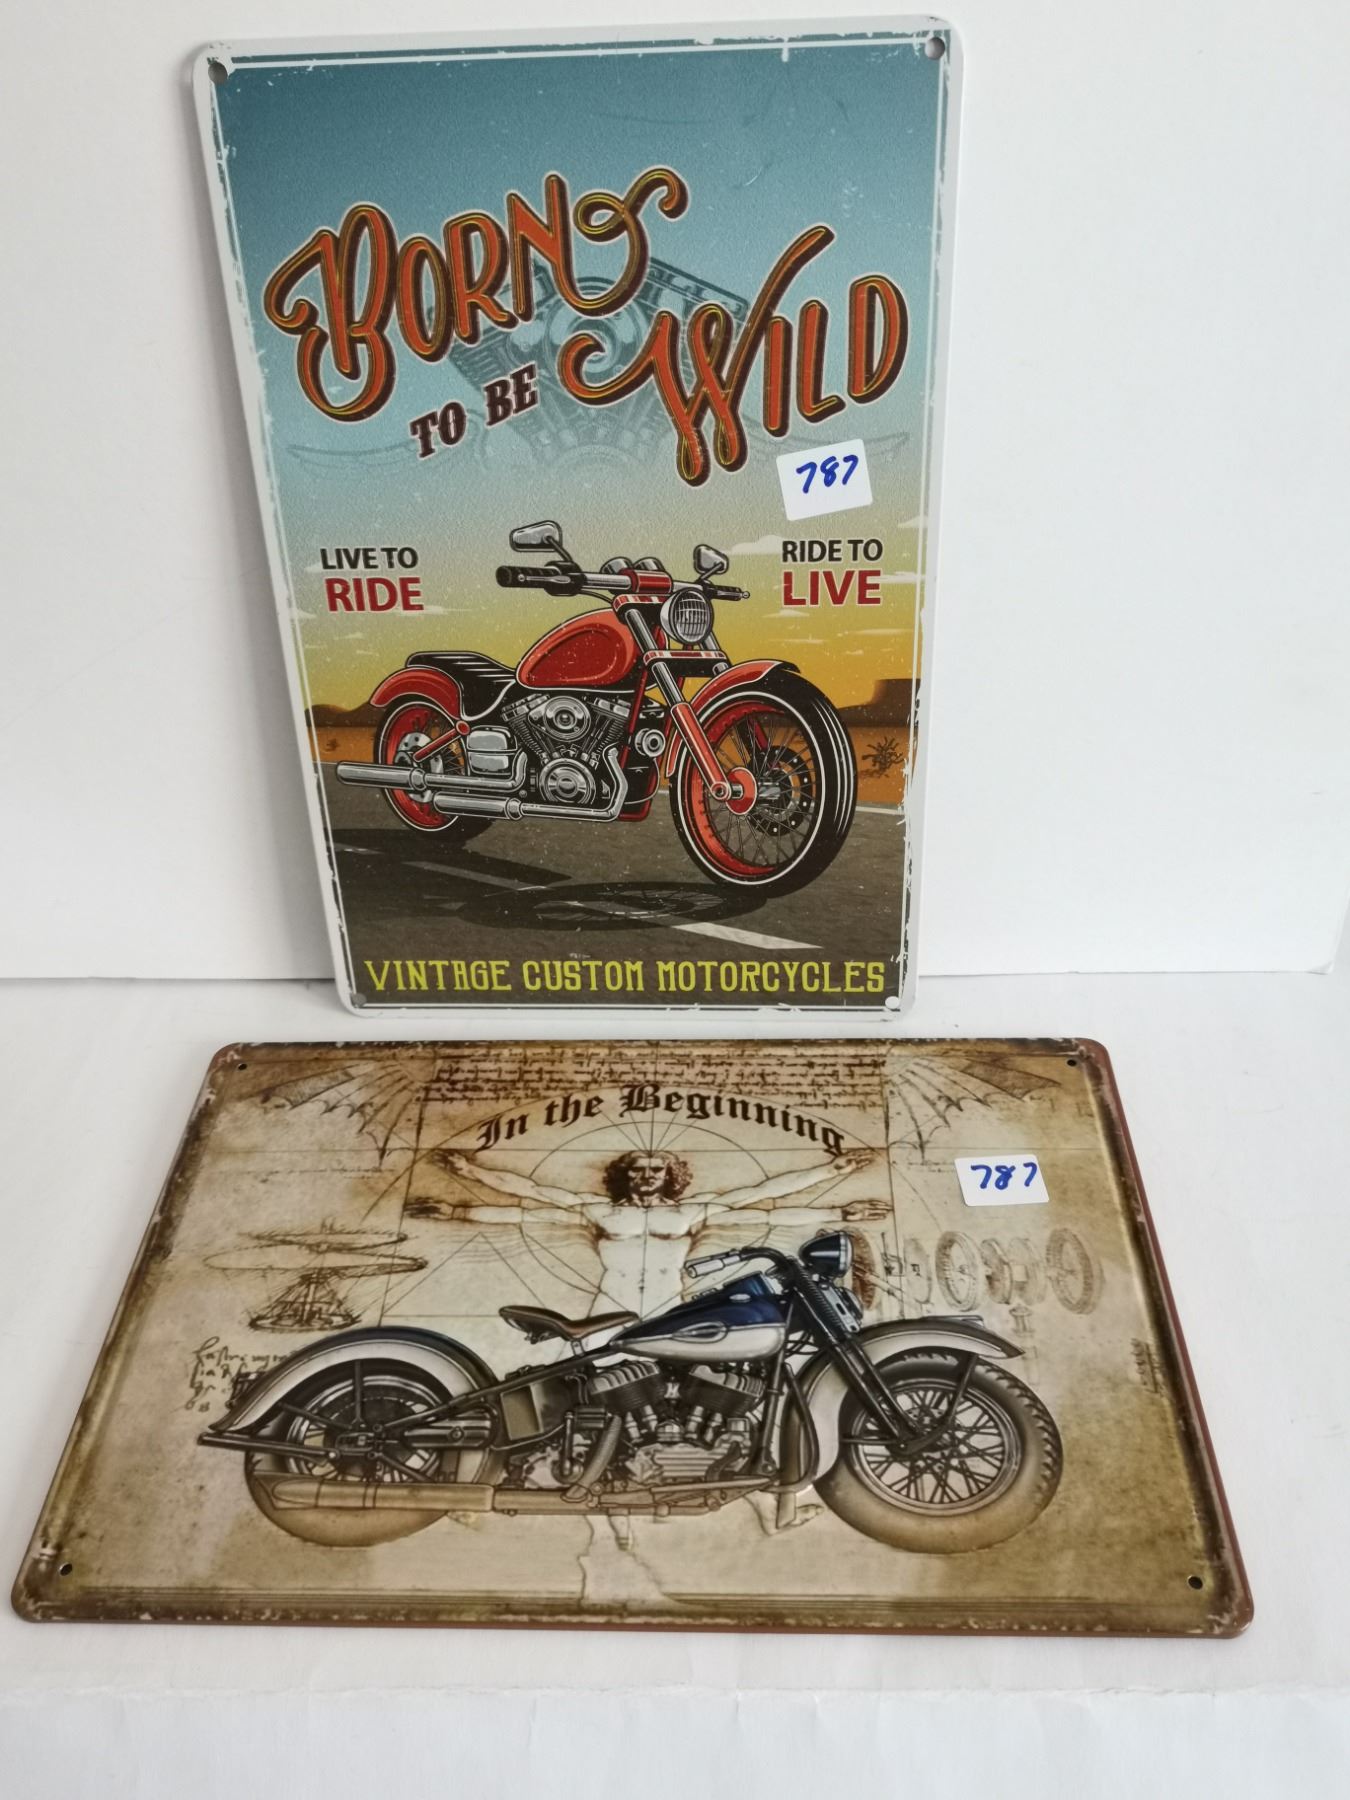 BORN
TO BE
WILD
787
LIVE TO
RIDE
RIDE TO
LIVE
VINTAGE CUSTOM MOTORCYCLES
In the Beginning
787